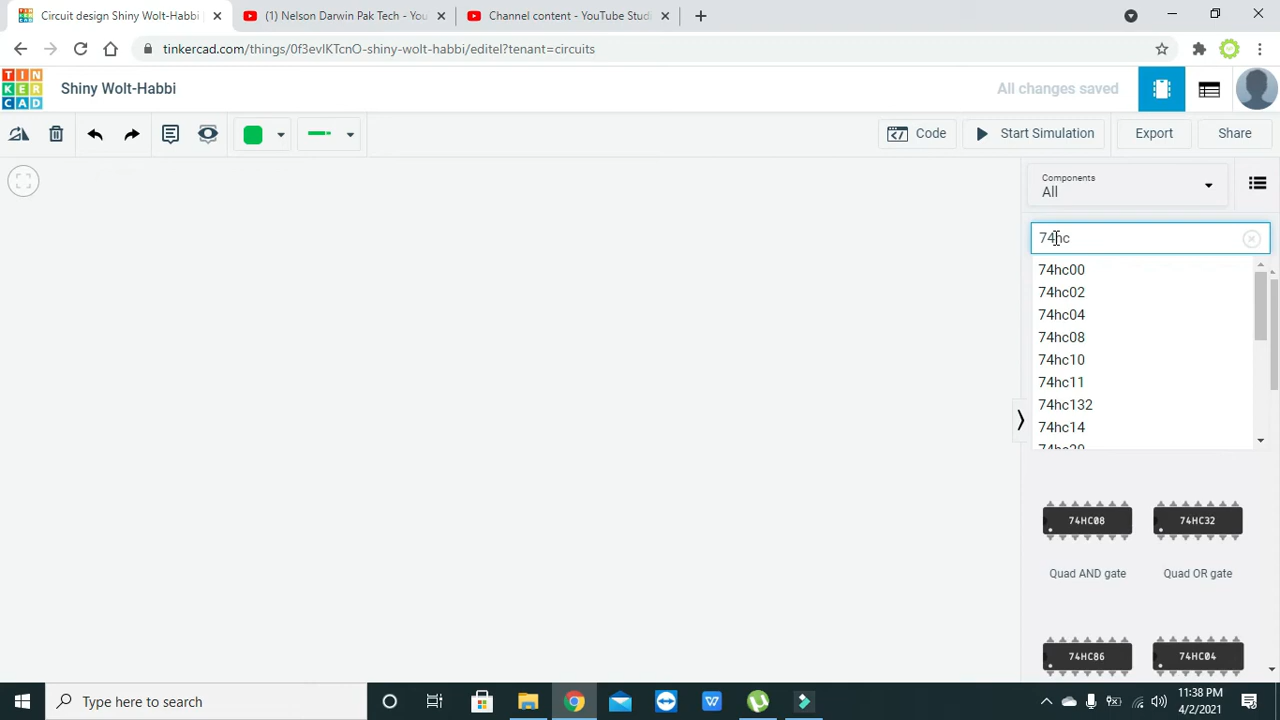 Circuit design Shiny Wolt-Habbi
(1) Nelson Darwin Pak Tech - You
Channel content - YouTube Studi
tinkercad.com/things/0f3evIKTcnO-shiny-wolt-habbi/editel?tenant=circuits
TIN
KER
CAD
Shiny Wolt-Habbi
All changes saved
Code
Start Simulation
Export
Share
Components
All
74hc
74hc00
74hc02
74hc04
74hc08
74hc10
74hc11
74hc132
74hc14
74HC08
74HC32
Quad AND gate
Quad OR gate
74HC86
74HC04
Type here to search
11:38 PM
4/2/2021